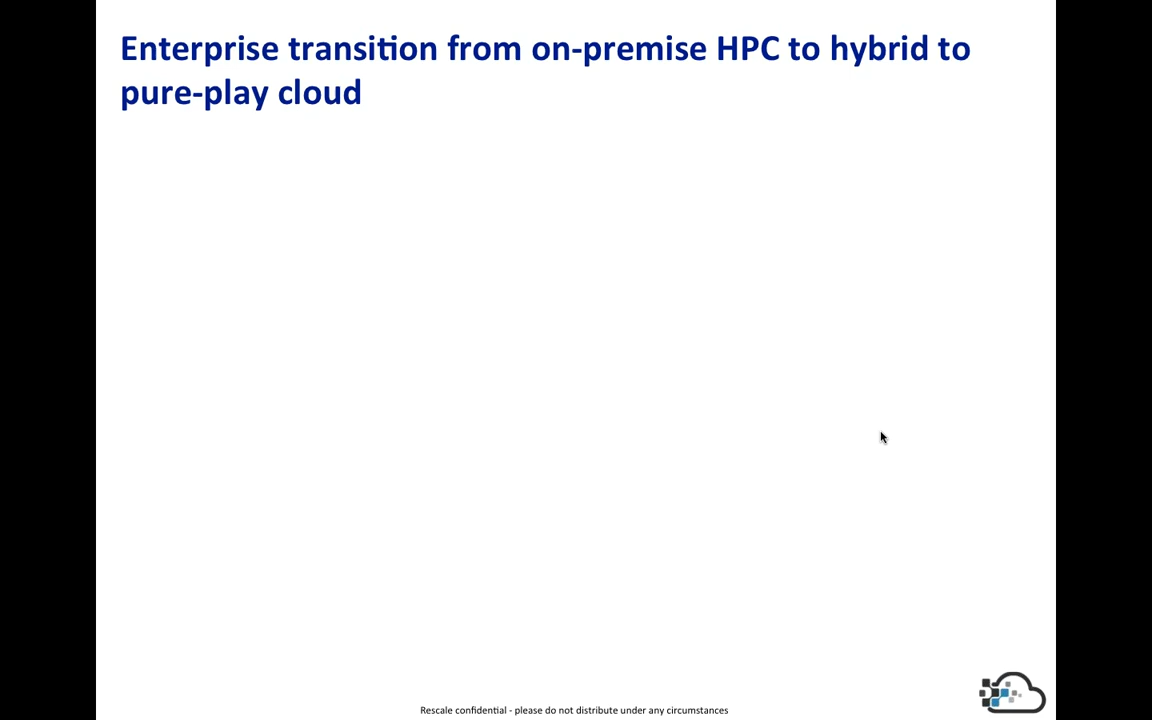 Enterprise transition from on-premise HPC to hybrid to
pure-play cloud
Rescale confidential - please do not distribute under any circumstances